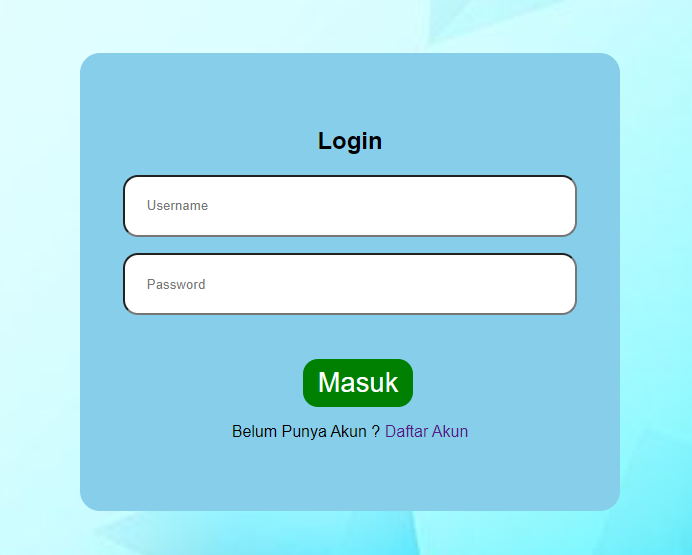 Login
Username
Password
Masuk
Belum Punya Akun ? Daftar Akun